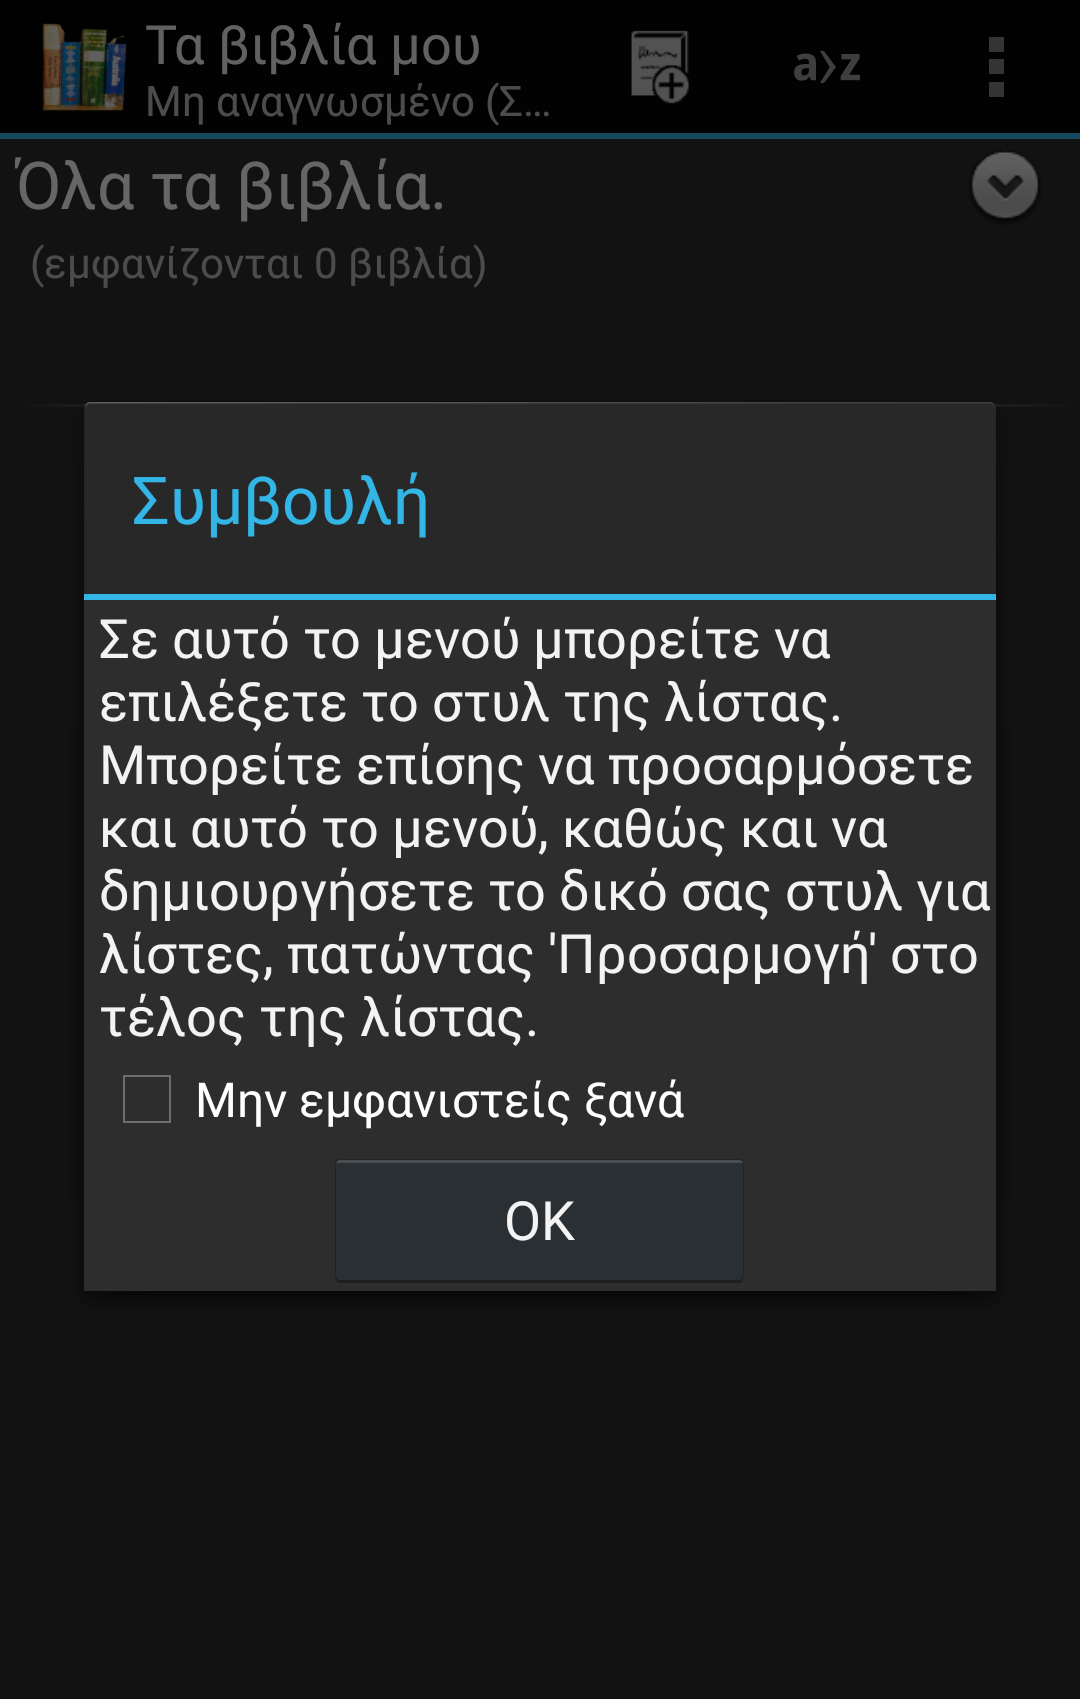 Τα βιβλία μου
Μη αναγνωσμένο (Σ...
a›z
Όλα τα βιβλία.
(εμφανίζονται 0 βιβλία)
Συμβουλή
Σε αυτό το μενού μπορείτε να
επιλέξετε το στυλ της λίστας.
Μπορείτε επίσης να προσαρμόσετε
και αυτό το μενού, καθώς και να
δημιουργήσετε το δικό σας στυλ για
λίστες, πατώντας 'Προσαρμογή' στο
τέλος της λίστας.
Μην εμφανιστείς ξανά
OK